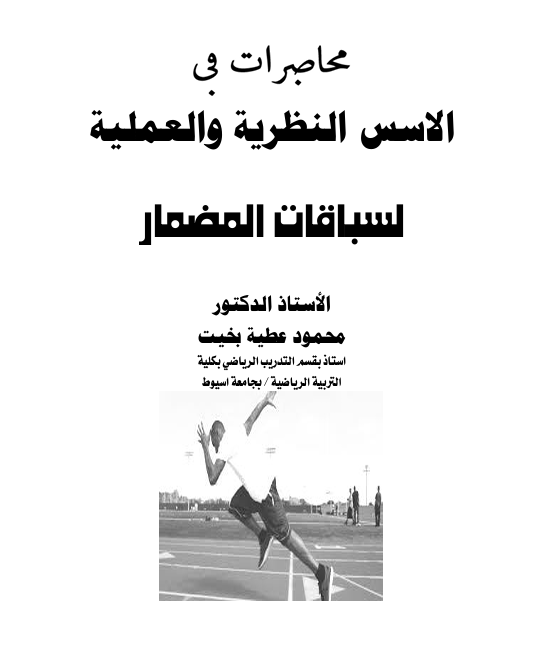 محاضرات في
الاسس النظرية والعملية
لسباقات المضمار
الأستاذ الدكتور
محمود عطية بخيت
استاذ بقسم التدريب الرياضي بكلية
التربية الرياضية / بجامعة اسيوط